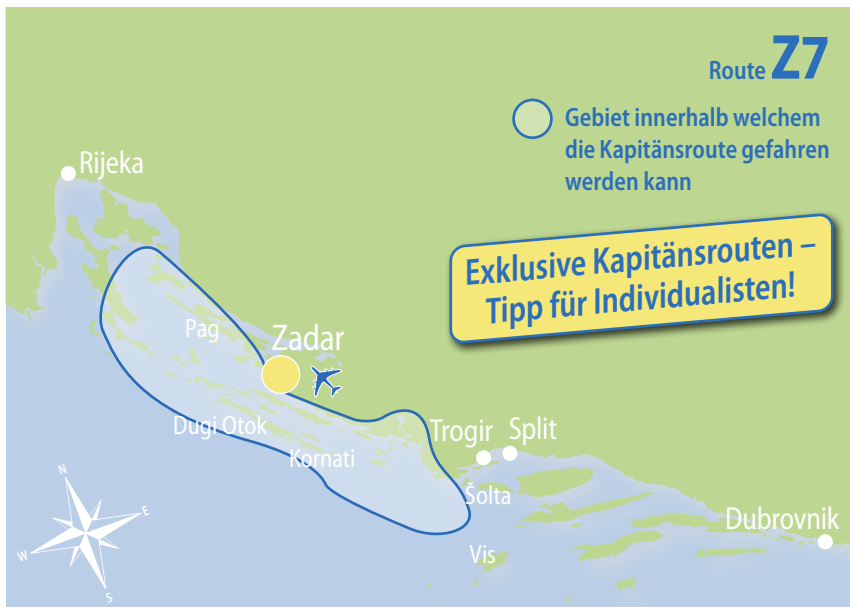 Route Z7
Gebiet innerhalb welchem
die Kapitänsroute gefahren
werden kann
Exklusive Kapitänsrouten –
Tipp für Individualisten!
Rijeka
Pag
Zadar
Dugi Otok
Kornati
Trogir
Split
Šolta
Vis
Dubrovnik
N
E
W
S